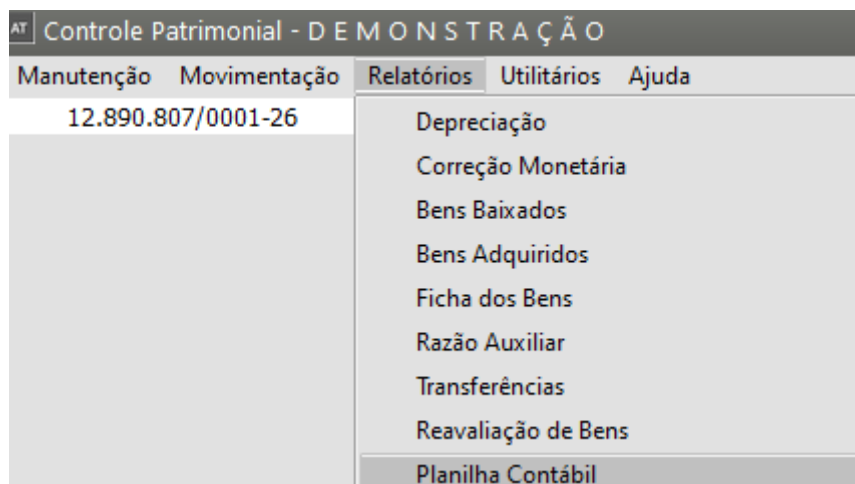 AT Controle Patrimonial - D E M O N S T R A Ç Ã O
Manutenção Movimentação Relatórios Utilitários Ajuda
12.890.807/0001-26
Depreciação
Correção Monetária
Bens Baixados
Bens Adquiridos
Ficha dos Bens
Razão Auxiliar
Transferências
Reavaliação de Bens
Planilha Contábil